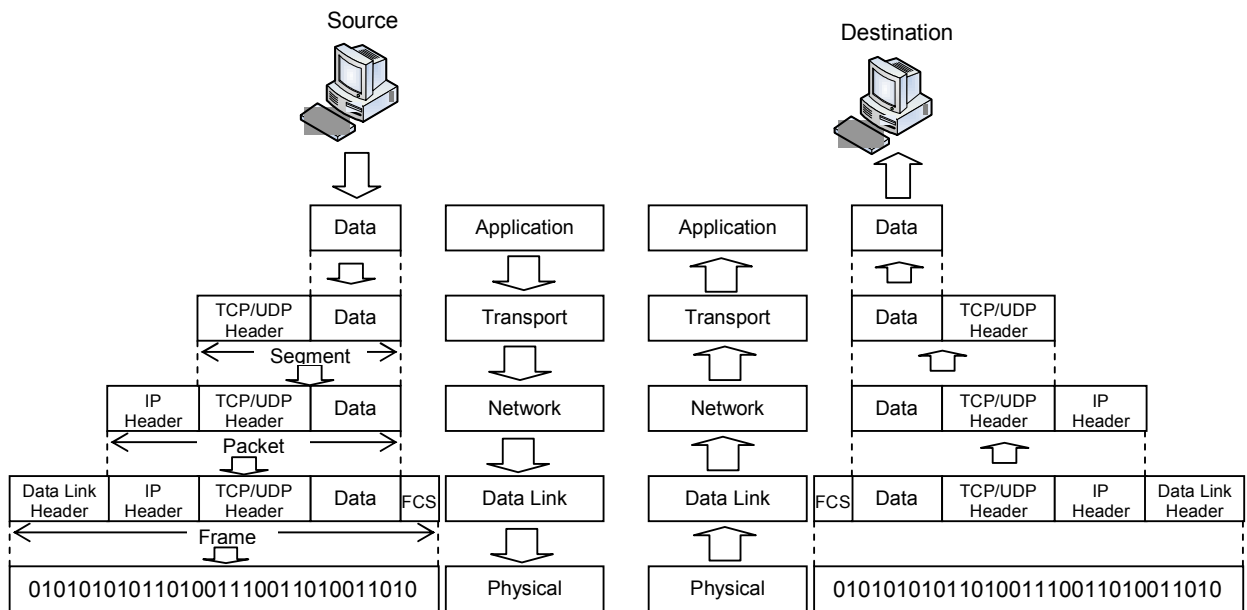 Source
Destination
Data
Application
Application
Data
TCP/UDP
Header
Data
Transport
Transport
Data
TCP/UDP
Header
Segment
IP
Header
TCP/UDP
Header
Data
Network
Network
Data
TCP/UDP
Header
IP
Header
Packet
Data Link
Header
IP
Header
TCP/UDP
Header
Data
FCS
Data Link
Data Link
FCS
Data
TCP/UDP
Header
IP
Header
Data Link
Header
Frame
0101010101101001110011010011010
Physical
Physical
0101010101101001110011010011010